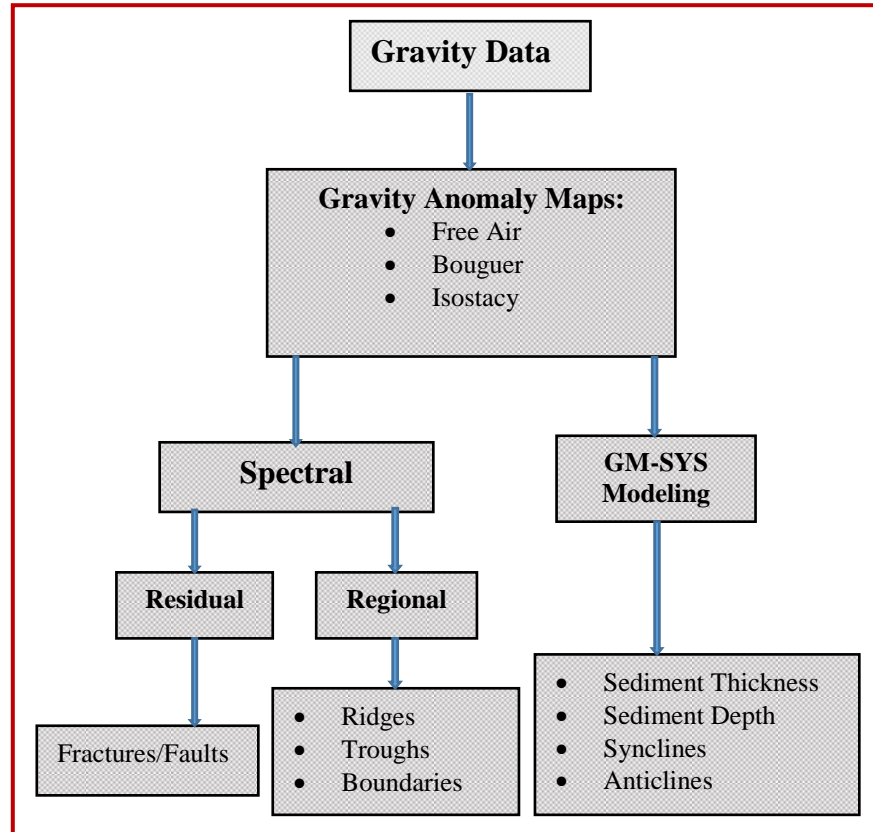 Gravity Data
Gravity Anomaly Maps:
• Free Air
• Bouguer
• Isostacy
Spectral
GM-SYS
Modeling
Residual
Regional
Fractures/Faults
• Ridges
• Troughs
• Boundaries
• Sediment Thickness
• Sediment Depth
• Synclines
• Anticlines